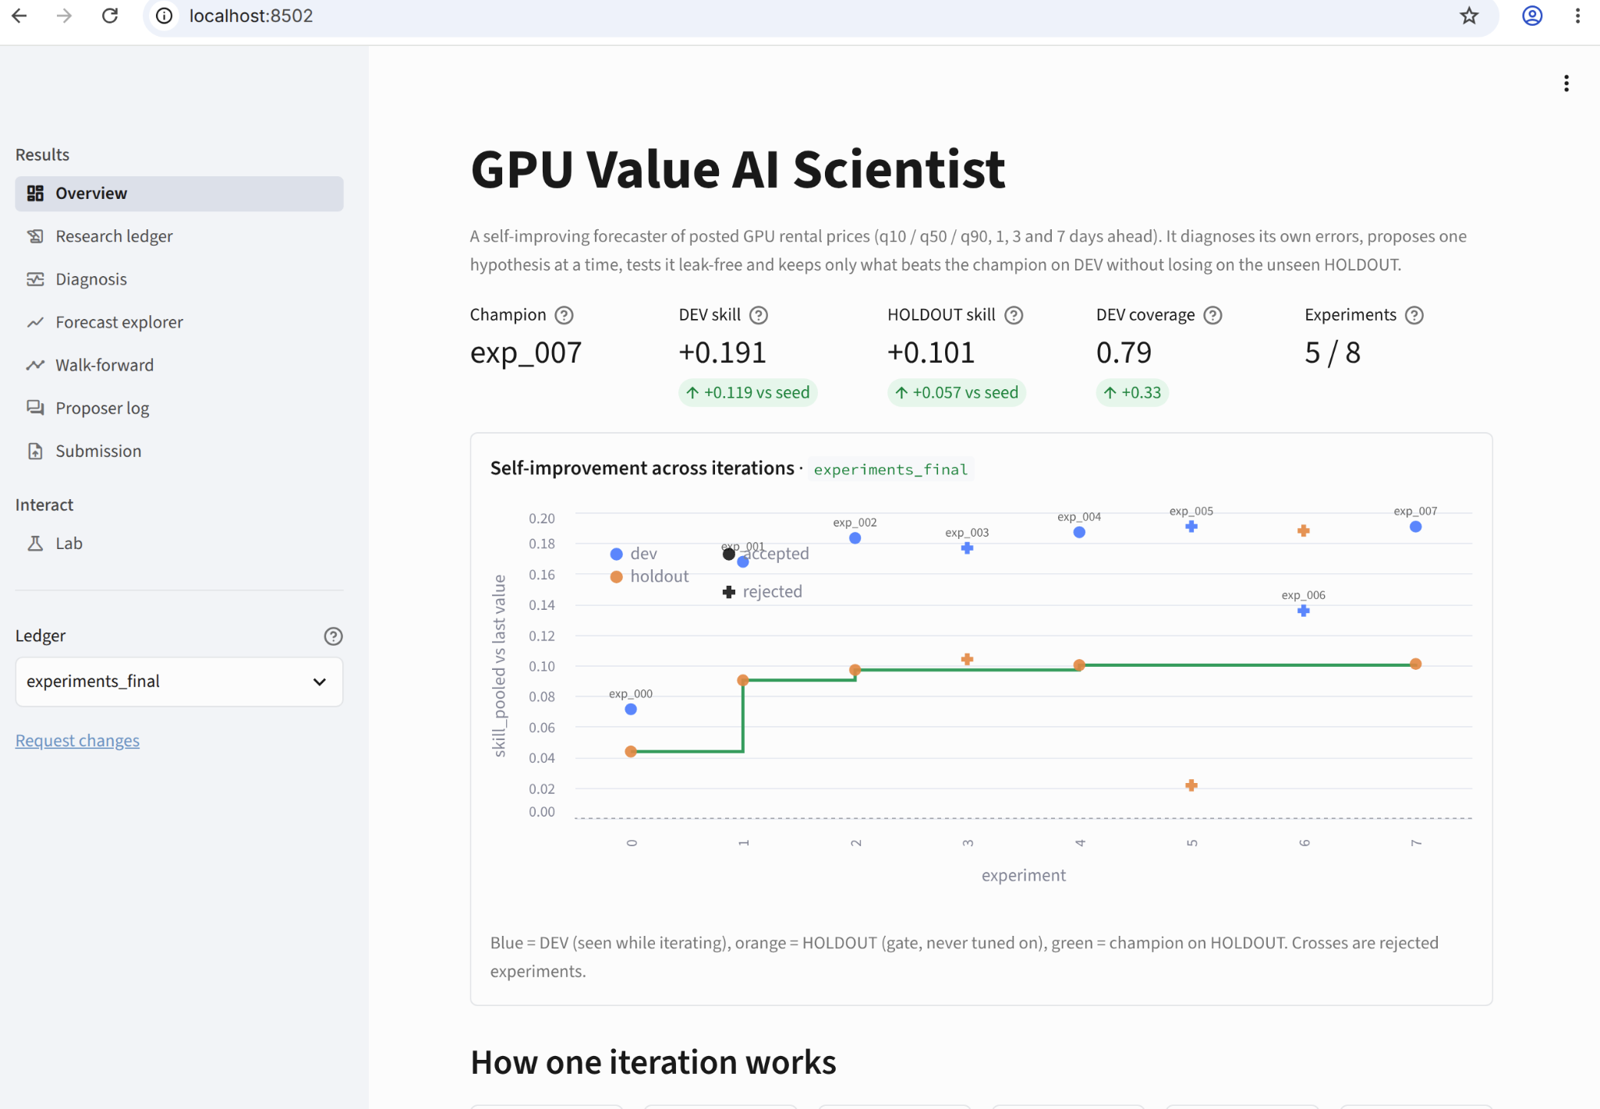 localhost:8502
Results
Overview
Research ledger
Diagnosis
Forecast explorer
Walk-forward
Proposer log
Submission
Interact
Lab
Ledger
experiments_final
Request changes
GPU Value AI Scientist
A self-improving forecaster of posted GPU rental prices (q10 / q50 / q90, 1, 3 and 7 days ahead). It diagnoses its own errors, proposes one
hypothesis at a time, tests it leak-free and keeps only what beats the champion on DEV without losing on the unseen HOLDOUT.
Champion
exp_007
DEV skill
+0.191
↑ +0.119 vs seed
HOLDOUT skill
+0.101
↑ +0.057 vs seed
DEV coverage
0.79
↑ +0.33
Experiments
5 / 8
Self-improvement across iterations · experiments_final
skill_pooled vs last value
0.20
0.18
0.16
0.14
0.12
0.10
0.08
0.06
0.04
0.02
0.00
dev
holdout
accepted
rejected
exp_000
exp_001
exp_002
exp_003
exp_004
exp_005
exp_006
exp_007
0 1 2 3 4 5 6 7
experiment
Blue = DEV (seen while iterating), orange = HOLDOUT (gate, never tuned on), green = champion on HOLDOUT. Crosses are rejected
experiments.
How one iteration works